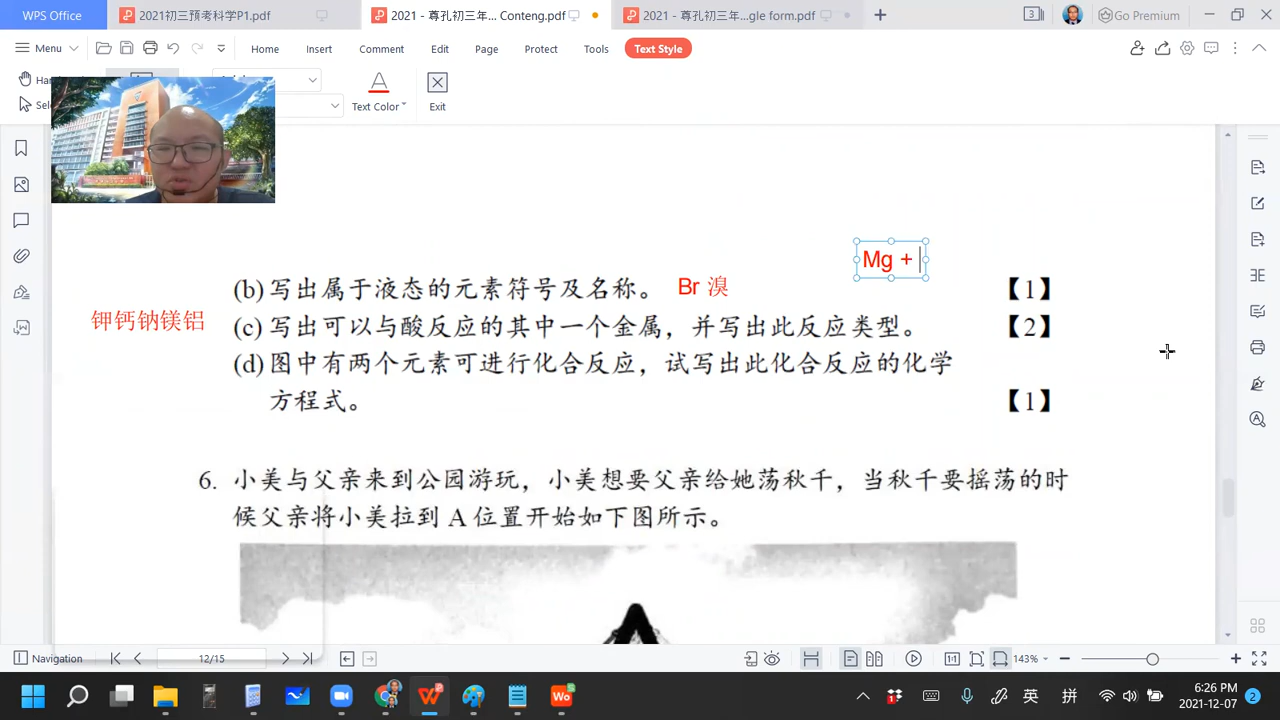 WPS Office
2021初三预考科学P1.pdf
2021 - 尊孔初三年... Conteng.pdf
2021 - 尊孔初三年...gle form.pdf
3
Go Premium
Menu
Home
Insert
Comment
Edit
Page
Protect
Tools
Text Style
Text Color
Exit
Mg +
(b) 写出属于液态的元素符号及名称。 Br 溴 【1】
钾钙钠镁铝
(c) 写出可以与酸反应的其中一个金属，并写出此反应类型。 【2】
(d) 图中有两个元素可进行化合反应，试写出此化合反应的化学
方程式。 【1】
6. 小美与父亲来到公园游玩，小美想要父亲给她荡秋千，当秋千要摇荡的时
候父亲将小美拉到 A 位置开始如下图所示。
Navigation
12/15
1:1
143%
W
Wo
英
拼
6:26 PM
2021-12-07
2